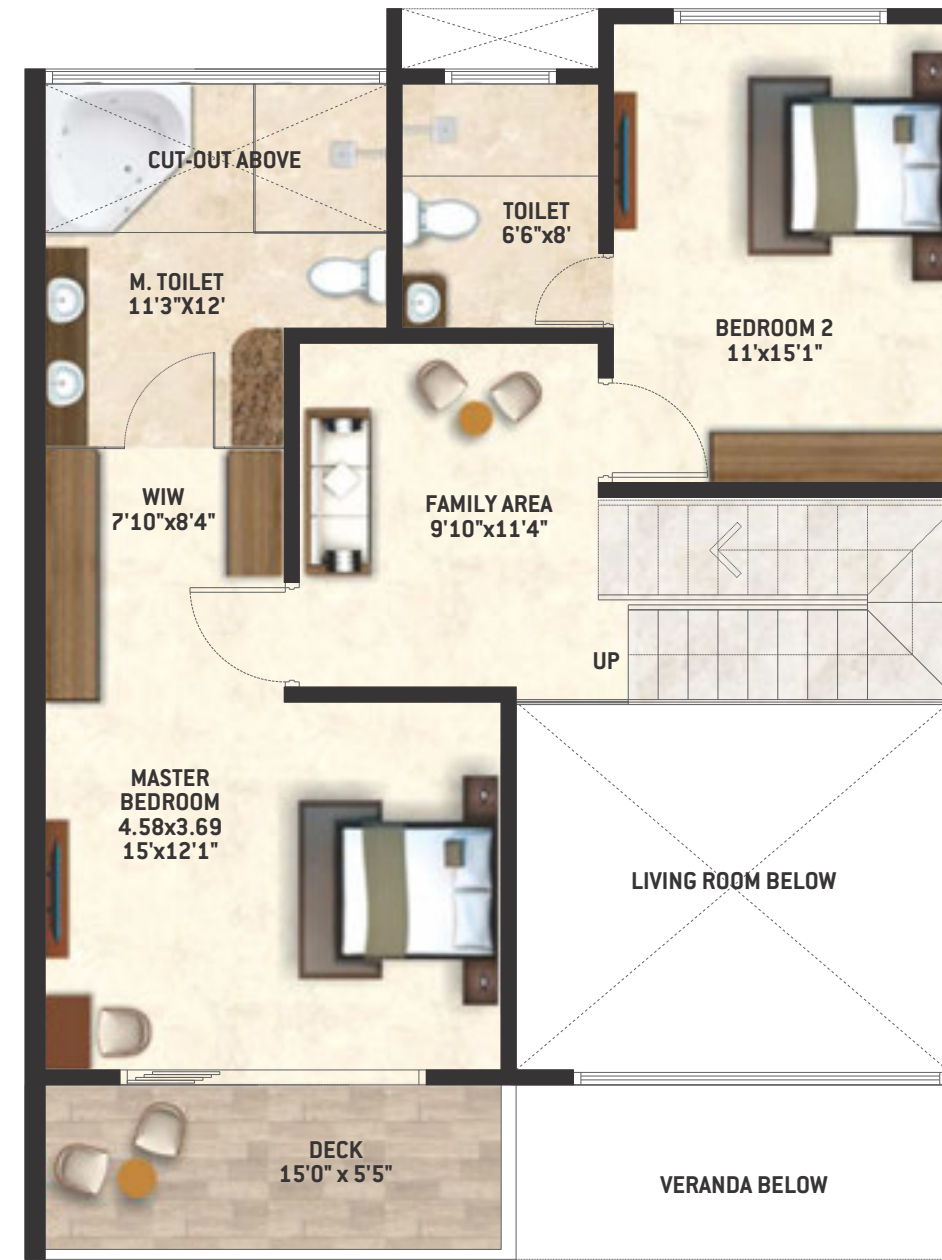 CUT-OUT ABOVE
TOILET
6'6"x8'
M. TOILET
11'3"X12'
BEDROOM 2
11'x15'1"
WIW
7'10"x8'4"
FAMILY AREA
9'10"x11'4"
UP
MASTER
BEDROOM
4.58x3.69
15'x12'1"
LIVING ROOM BELOW
DECK
15'0" x 5'5"
VERANDA BELOW